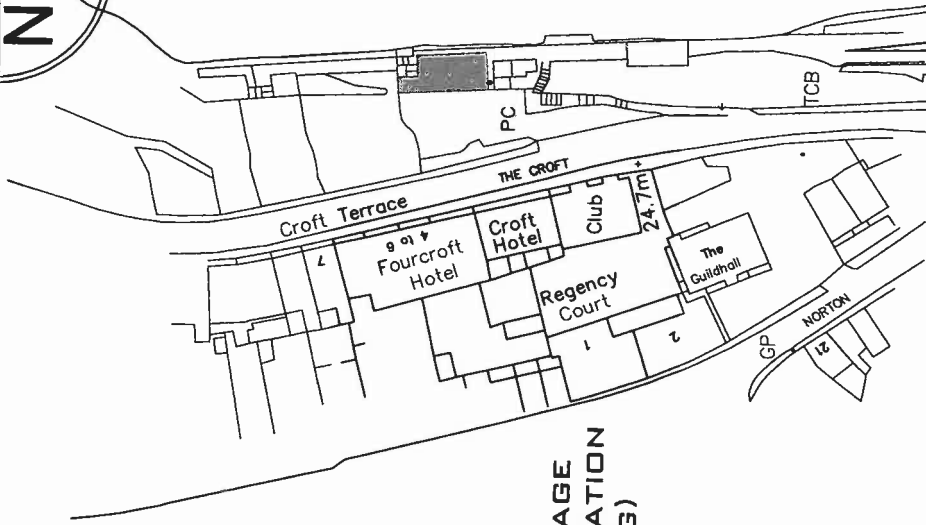 N
PC
TCB
THE CROFT
Croft Terrace
24.7m
Club
Croft
Hotel
4 to 6
Fourcroft
Hotel
7
Regency
Court
The
Guildhall
1
2
GP
NORTON
21
AGE
ATION
G)